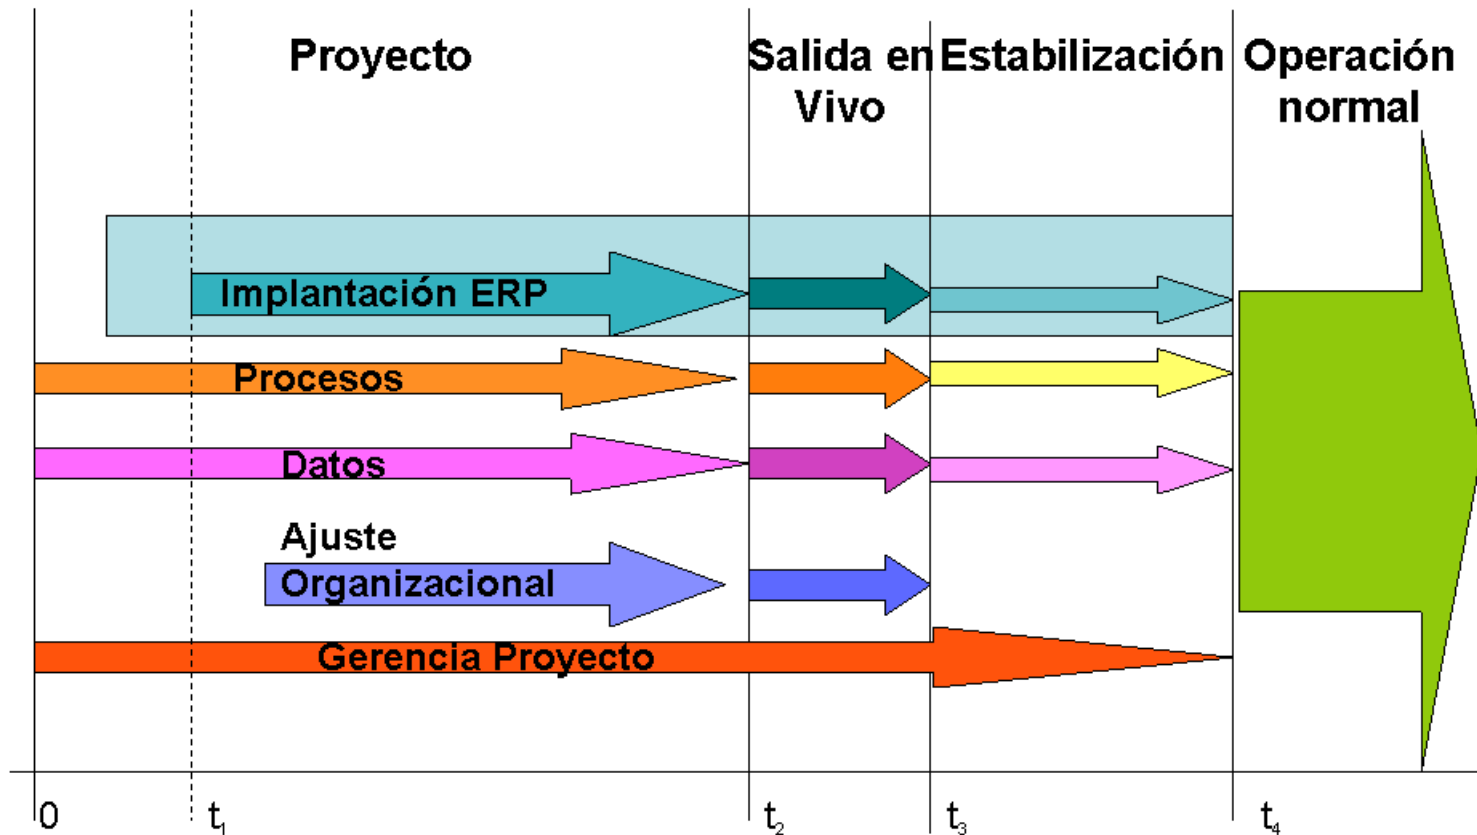 Proyecto
Salida en
Vivo
Estabilización
Operación
normal
Implantación ERP
Procesos
Datos
Ajuste
Organizacional
Gerencia Proyecto
0
t₁
t₂
t₃
t₄